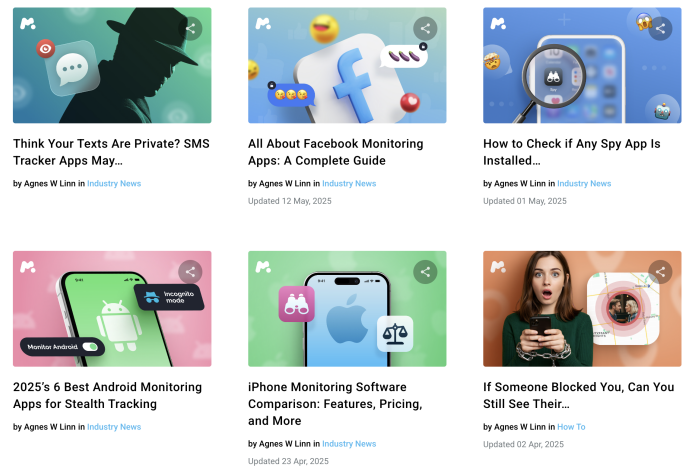 Think Your Texts Are Private? SMS
Tracker Apps May...
by Agnes W Linn in Industry News
All About Facebook Monitoring
Apps: A Complete Guide
by Agnes W Linn in Industry News
Updated 12 May, 2025
How to Check if Any Spy App Is
Installed...
by Agnes W Linn in Industry News
Updated 01 May, 2025
Incognito
mode
Monitor Android
2025's 6 Best Android Monitoring
Apps for Stealth Tracking
by Agnes W Linn in Industry News
9:41
iPhone Monitoring Software
Comparison: Features, Pricing,
and More
by Agnes W Linn in Industry News
Updated 23 Apr, 2025
If Someone Blocked You, Can You
Still See Their...
by Agnes W Linn in How To
Updated 02 Apr, 2025